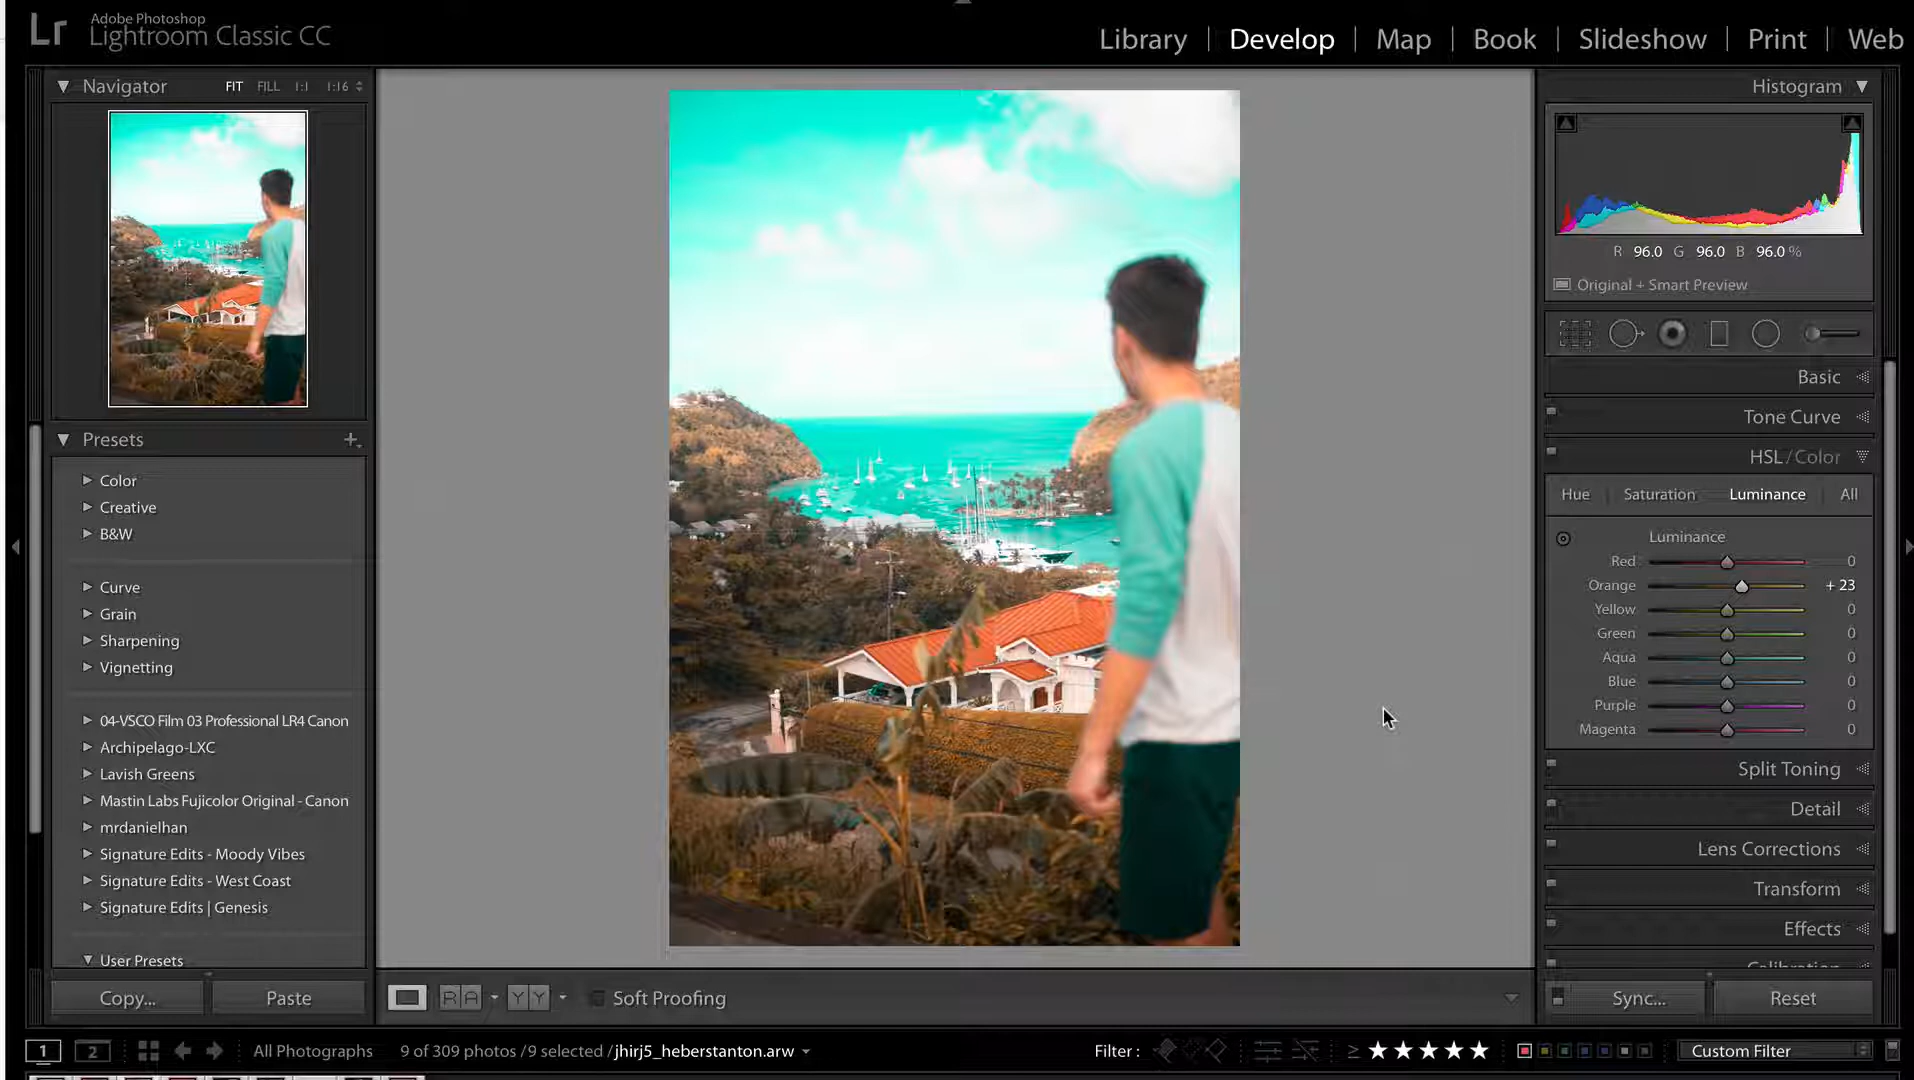 Lr
Adobe Photoshop
Lightroom Classic CC
Library | Develop | Map | Book | Slideshow | Print | Web
Navigator FIT FILL 1:1 1:16
Presets +
Color
Creative
B&W
Curve
Grain
Sharpening
Vignetting
04-VSCO Film 03 Professional LR4 Canon
Archipelago-LXC
Lavish Greens
Mastin Labs Fujicolor Original - Canon
mrdanielhan
Signature Edits - Moody Vibes
Signature Edits - West Coast
Signature Edits | Genesis
User Presets
Copy... Paste
R A Y Y Soft Proofing
Histogram
R 96.0 G 96.0 B 96.0 %
Original + Smart Preview
Basic
Tone Curve
HSL / Color
Hue Saturation Luminance All
Luminance
Red 0
Orange + 23
Yellow 0
Green 0
Aqua 0
Blue 0
Purple 0
Magenta 0
Split Toning
Detail
Lens Corrections
Transform
Effects
Calibration
Sync... Reset
1 2 All Photographs 9 of 309 photos / 9 selected / jhirj5_heberstanton.arw Filter : ≥ ★★★★★ Custom Filter